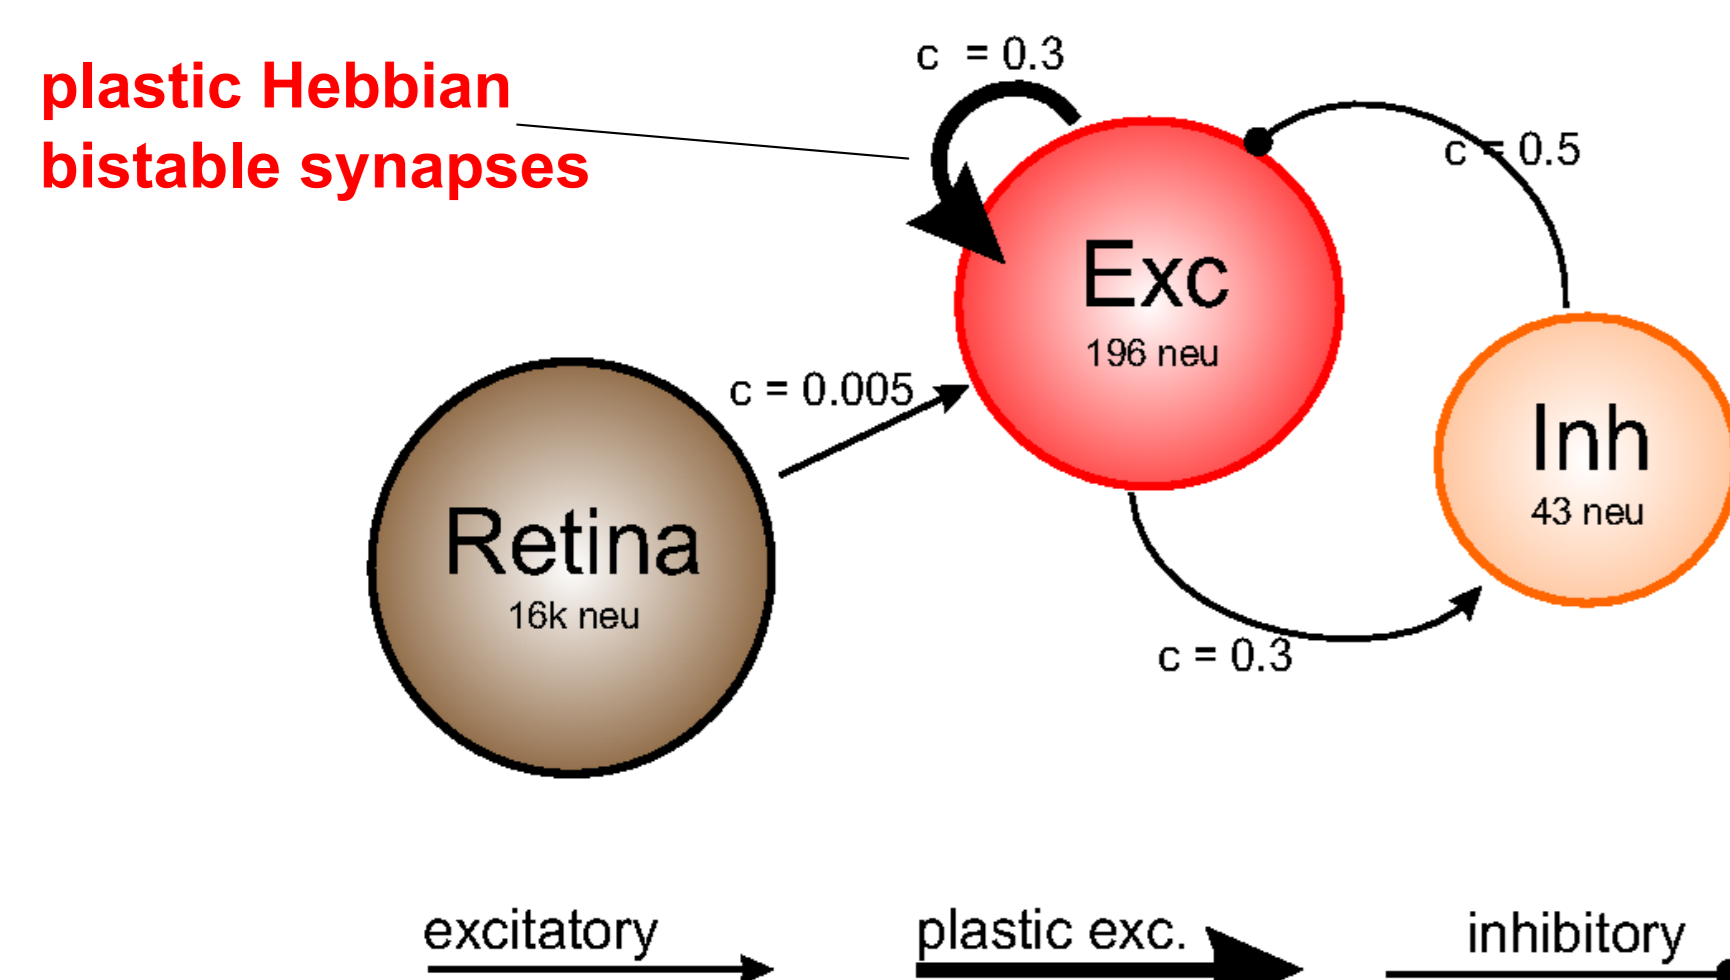 plastic Hebbian
bistable synapses
c = 0.3
c = 0.5
Exc
196 neu
c = 0.005
Inh
43 neu
Retina
16k neu
c = 0.3
excitatory
plastic exc.
inhibitory